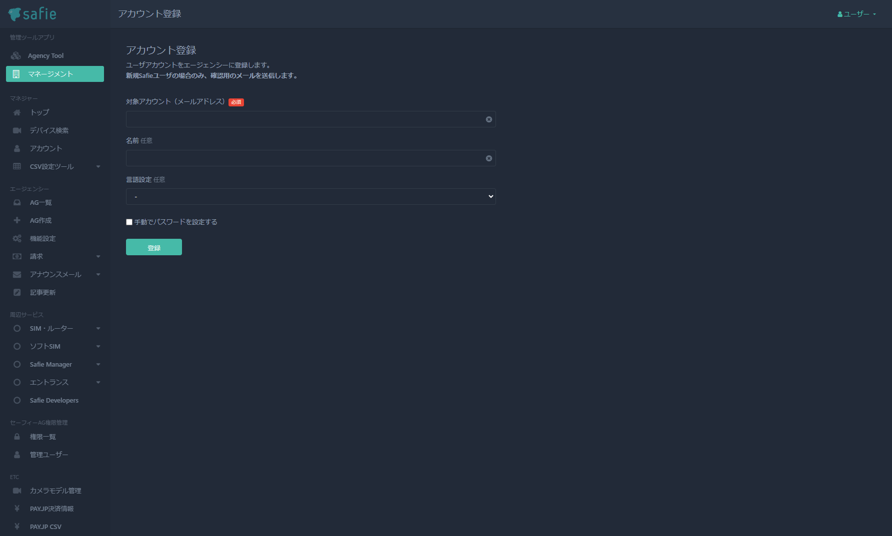 safie
アカウント登録
ユーザー
管理ツールアプリ
Agency Tool
マネージメント
マネジャー
トップ
デバイス検索
アカウント
CSV設定ツール
エージェンシー
AG一覧
AG作成
機能設定
請求
アナウンスメール
記事更新
周辺サービス
SIM・ルーター
ソフトSIM
Safie Manager
エントランス
Safie Developers
セーフィーAG権限管理
権限一覧
管理ユーザー
ETC
カメラモデル管理
PAY.JP決済情報
PAY.JP CSV
アカウント登録
ユーザアカウントをエージェンシーに登録します。
新規Safieユーザの場合のみ、確認用のメールを送信します。
対象アカウント（メールアドレス） 必須
名前 任意
言語設定 任意
-
手動でパスワードを設定する
登録